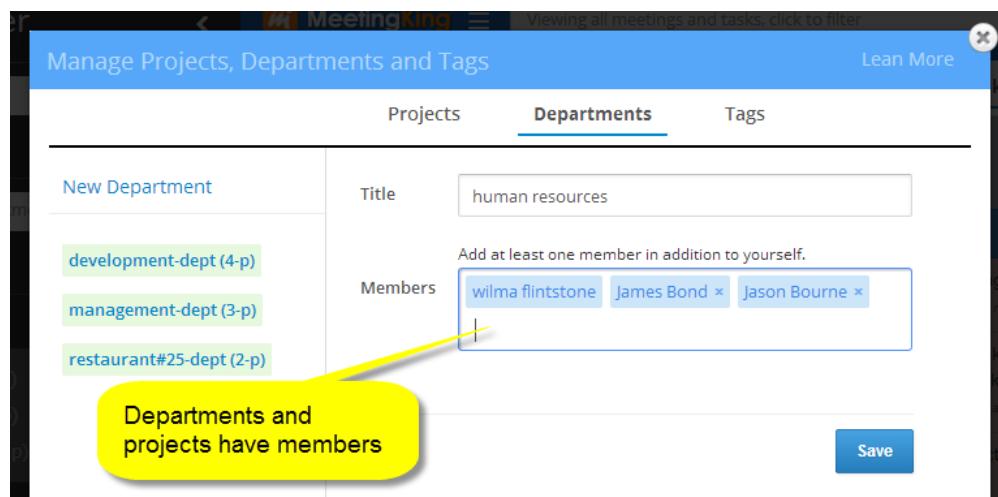 MeetingKing
Viewing all meetings and tasks, click to filter
Manage Projects, Departments and Tags
Lean More
Projects
Departments
Tags
New Department
development-dept (4-p)
management-dept (3-p)
restaurant#25-dept (2-p)
Title
human resources
Add at least one member in addition to yourself.
Members
wilma flintstone
James Bond ×
Jason Bourne ×
Departments and
projects have members
Save